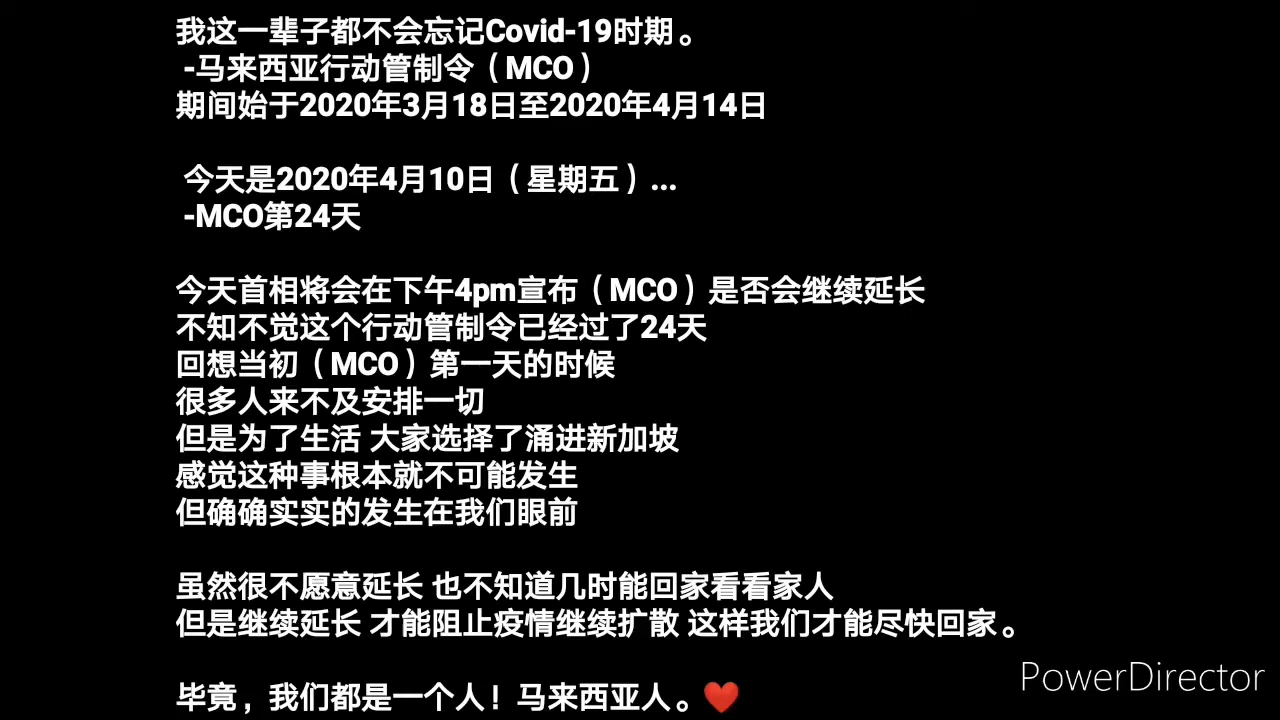 我这一辈子都不会忘记Covid-19时期。
-马来西亚行动管制令（MCO）
期间始于2020年3月18日至2020年4月14日
今天是2020年4月10日（星期五）...
-MCO第24天
今天首相将会在下午4pm宣布（MCO）是否会继续延长
不知不觉这个行动管制令已经过了24天
回想当初（MCO）第一天的时候
很多人来不及安排一切
但是为了生活 大家选择了涌进新加坡
感觉这种事根本就不可能发生
但确确实实的发生在我们眼前
虽然很不愿意延长 也不知道几时能回家看看家人
但是继续延长 才能阻止疫情继续扩散 这样我们才能尽快回家。
毕竟，我们都是一个人！马来西亚人。❤️
PowerDirector